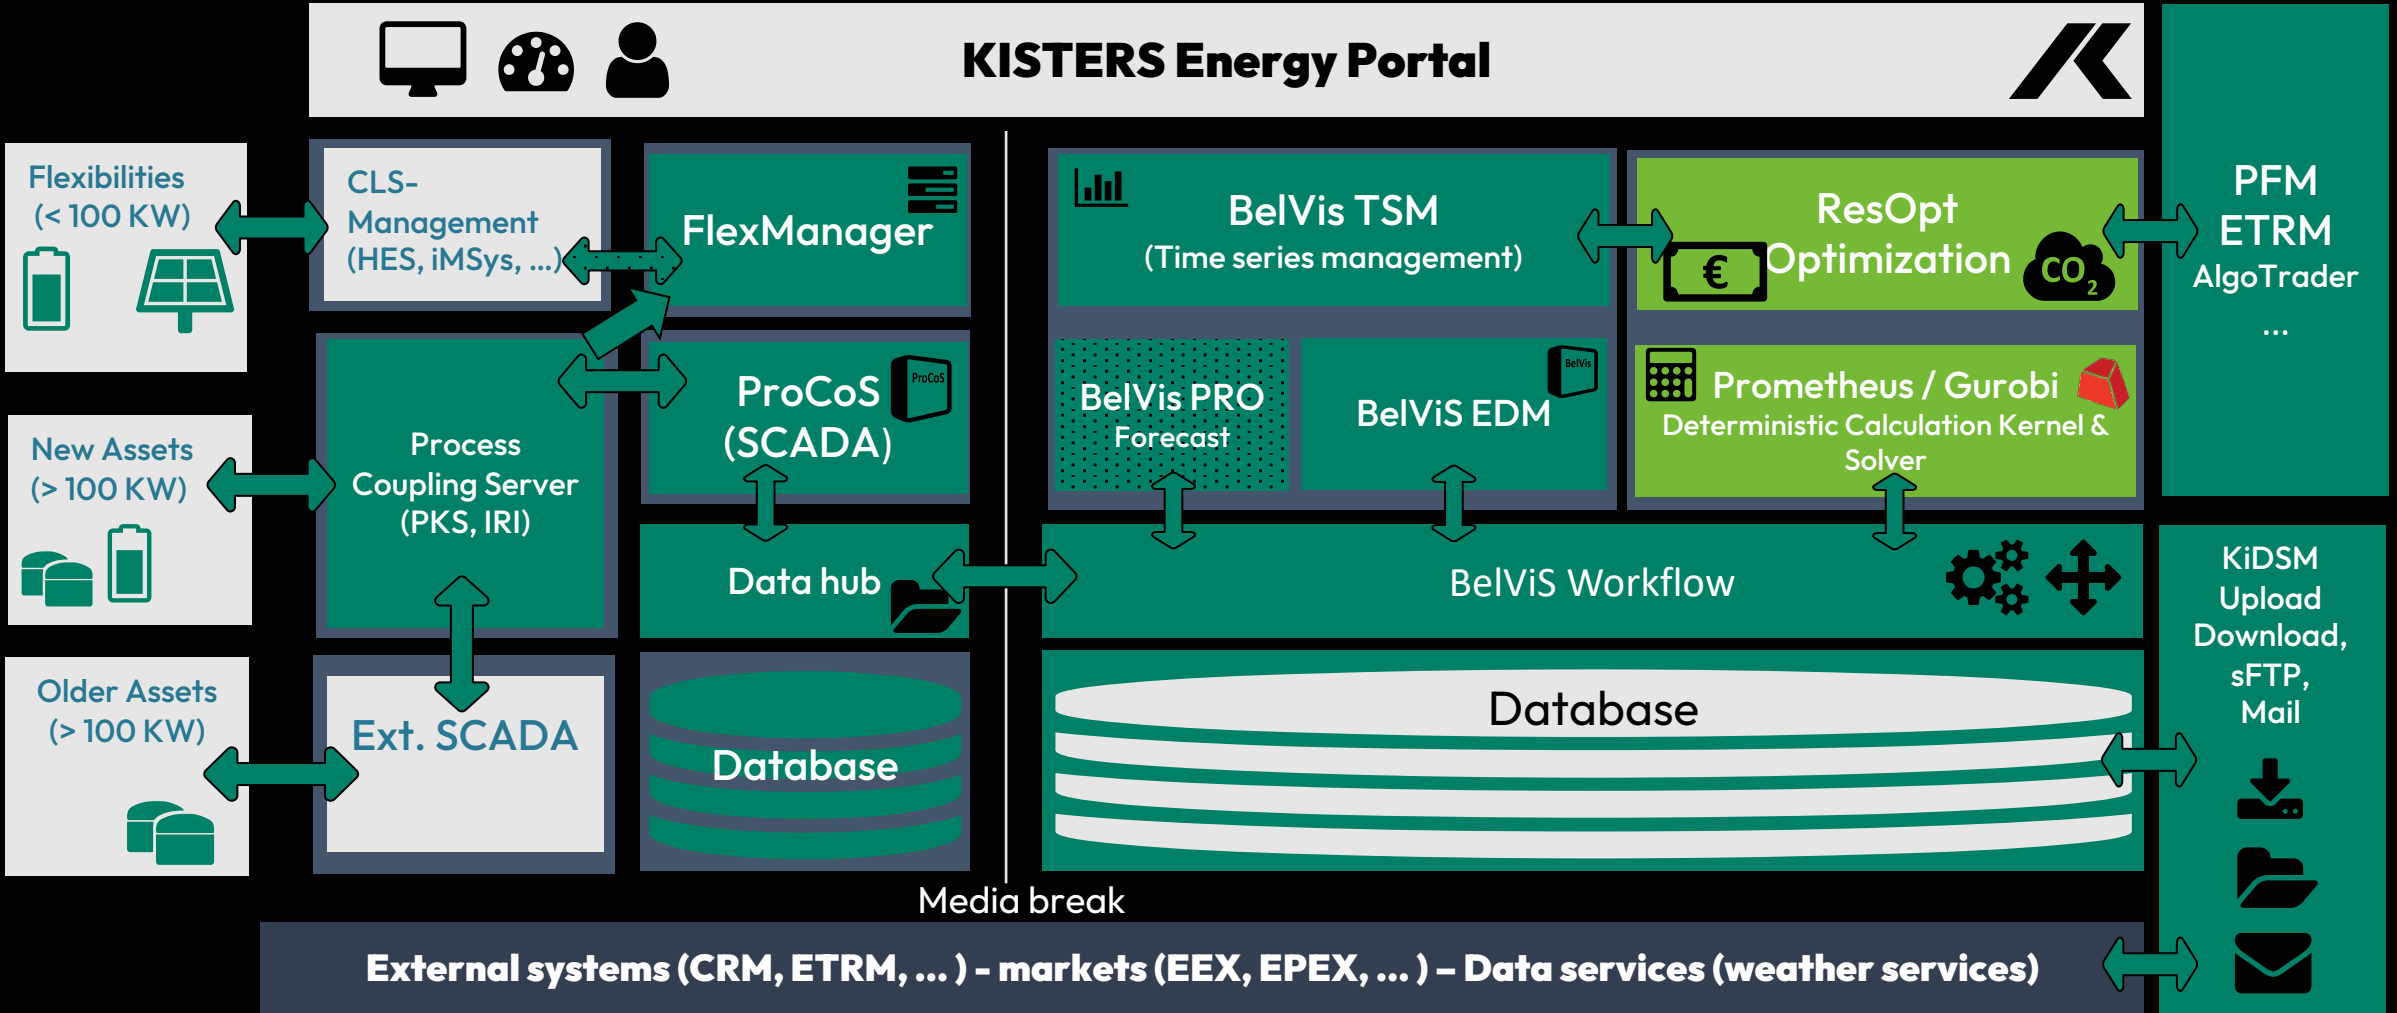 KISTERS Energy Portal
Flexibilities
(< 100 KW)
CLS-
Management
(HES, iMSys, ...)
FlexManager
BelVis TSM
(Time series management)
ResOpt
Optimization
€
CO2
PFM
ETRM
AlgoTrader
...
New Assets
(> 100 KW)
Process
Coupling Server
(PKS, IRI)
ProCoS
(SCADA)
ProCoS
BelVis PRO
Forecast
BelViS EDM
BelVis
Prometheus / Gurobi
Deterministic Calculation Kernel &
Solver
Data hub
BelViS Workflow
KiDSM
Upload
Download,
sFTP,
Mail
Older Assets
(> 100 KW)
Ext. SCADA
Database
Database
Media break
External systems (CRM, ETRM, ... ) - markets (EEX, EPEX, ... ) – Data services (weather services)